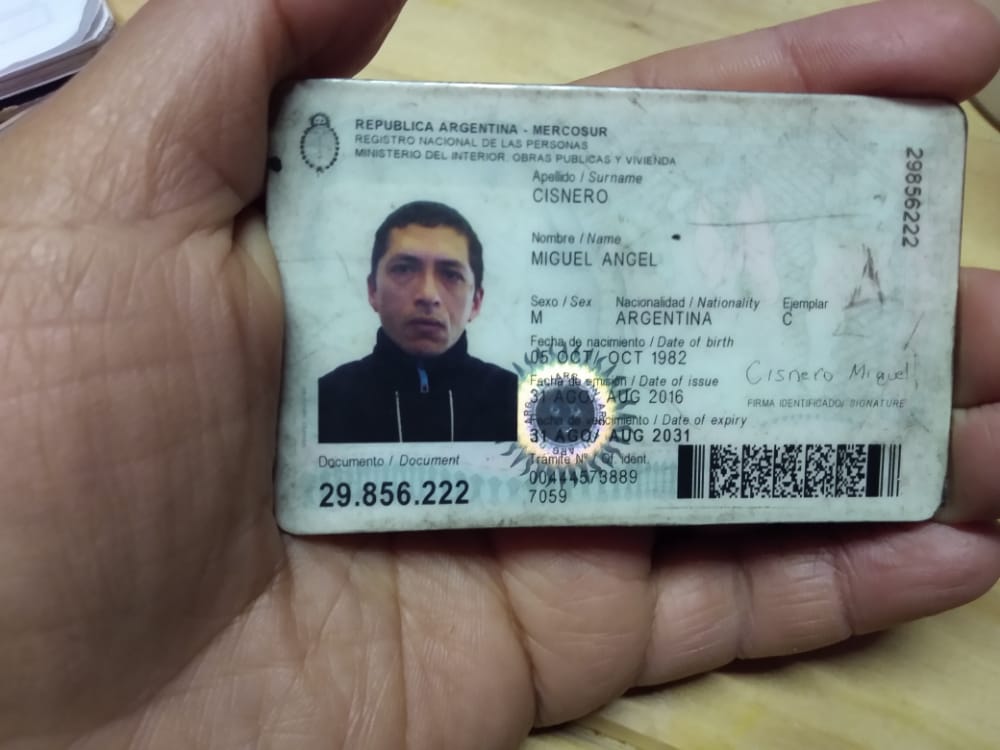 REPUBLICA ARGENTINA - MERCOSUR
REGISTRO NACIONAL DE LAS PERSONAS
MINISTERIO DEL INTERIOR, OBRAS PUBLICAS Y VIVIENDA
Apellido / Surname
CISNERO
Nombre / Name
MIGUEL ANGEL
Sexo / Sex Nacionalidad / Nationality Ejemplar
M ARGENTINA C
Fecha de nacimiento / Date of birth
05 OCT/ OCT 1982
Fecha de emisión / Date of issue
31 AGO/ AUG 2016
Fecha de vencimiento / Date of expiry
31 AGO/ AUG 2031
Trámite N° ident.
00444573889
7059
Documento / Document
29.856.222
Cisnero Miguel
FIRMA IDENTIFICADO/ SIGNATURE
29856222